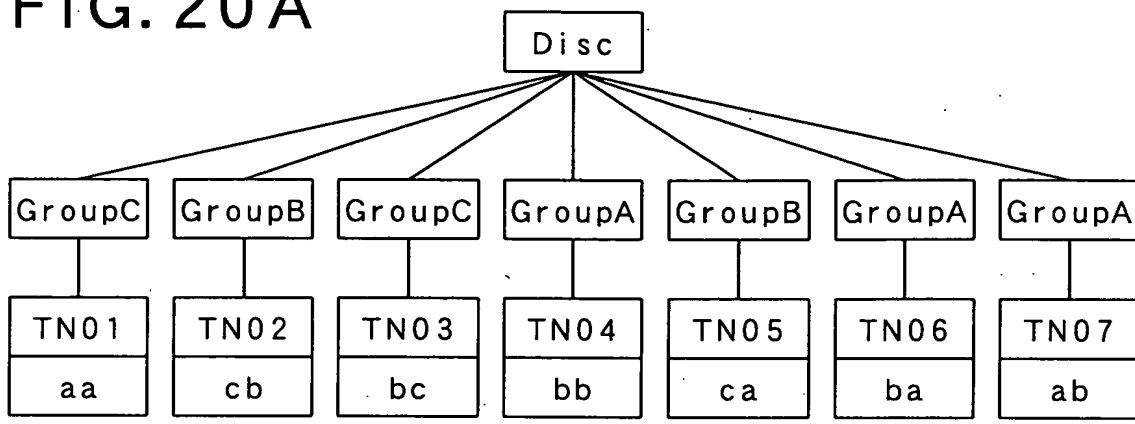 FIG. 20A
Disc
GroupC GroupB GroupC GroupA GroupB GroupA GroupA
TN01 TN02 TN03 TN04 TN05 TN06 TN07
aa cb bc bb ca ba ab